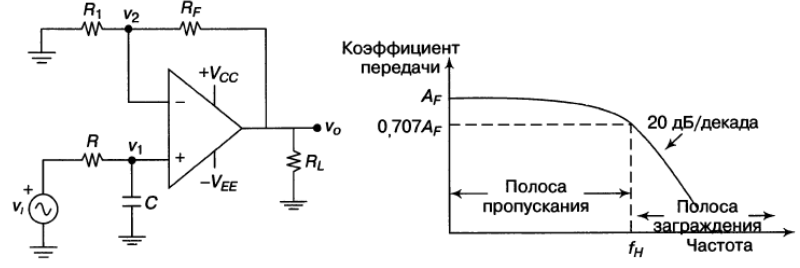 R1
v2
RF
+VCC
−
vo
R
v1
+
RL
+
−VEE
vi
C
Коэффициент
передачи
AF
0,707AF
20 дБ/декада
Полоса
пропускания
Полоса
заграждения
fH
Частота